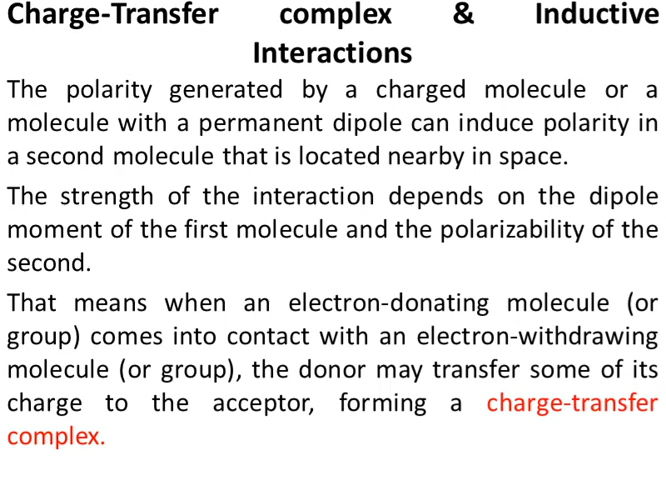 Charge-Transfer complex & Inductive
Interactions
The polarity generated by a charged molecule or a
molecule with a permanent dipole can induce polarity in
a second molecule that is located nearby in space.
The strength of the interaction depends on the dipole
moment of the first molecule and the polarizability of the
second.
That means when an electron-donating molecule (or
group) comes into contact with an electron-withdrawing
molecule (or group), the donor may transfer some of its
charge to the acceptor, forming a charge-transfer
complex.